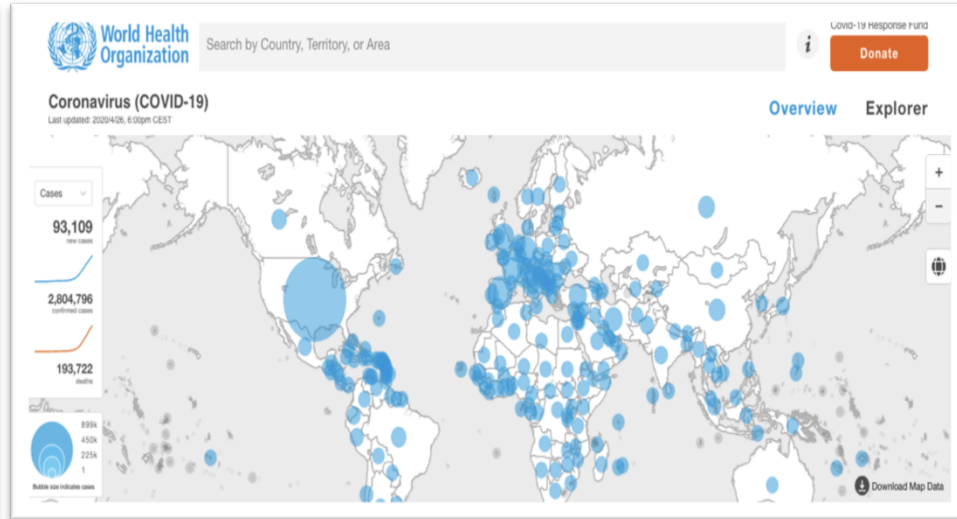 World Health
Organization
Search by Country, Territory, or Area
i
Covid-19 Response Fund
Donate
Coronavirus (COVID-19)
Last updated: 2020/4/26, 6:00pm CEST
Overview
Explorer
Cases
93,109
new cases
2,804,796
confirmed cases
193,722
deaths
899k
450k
225k
1
Bubble size indicates cases
+
−
Download Map Data